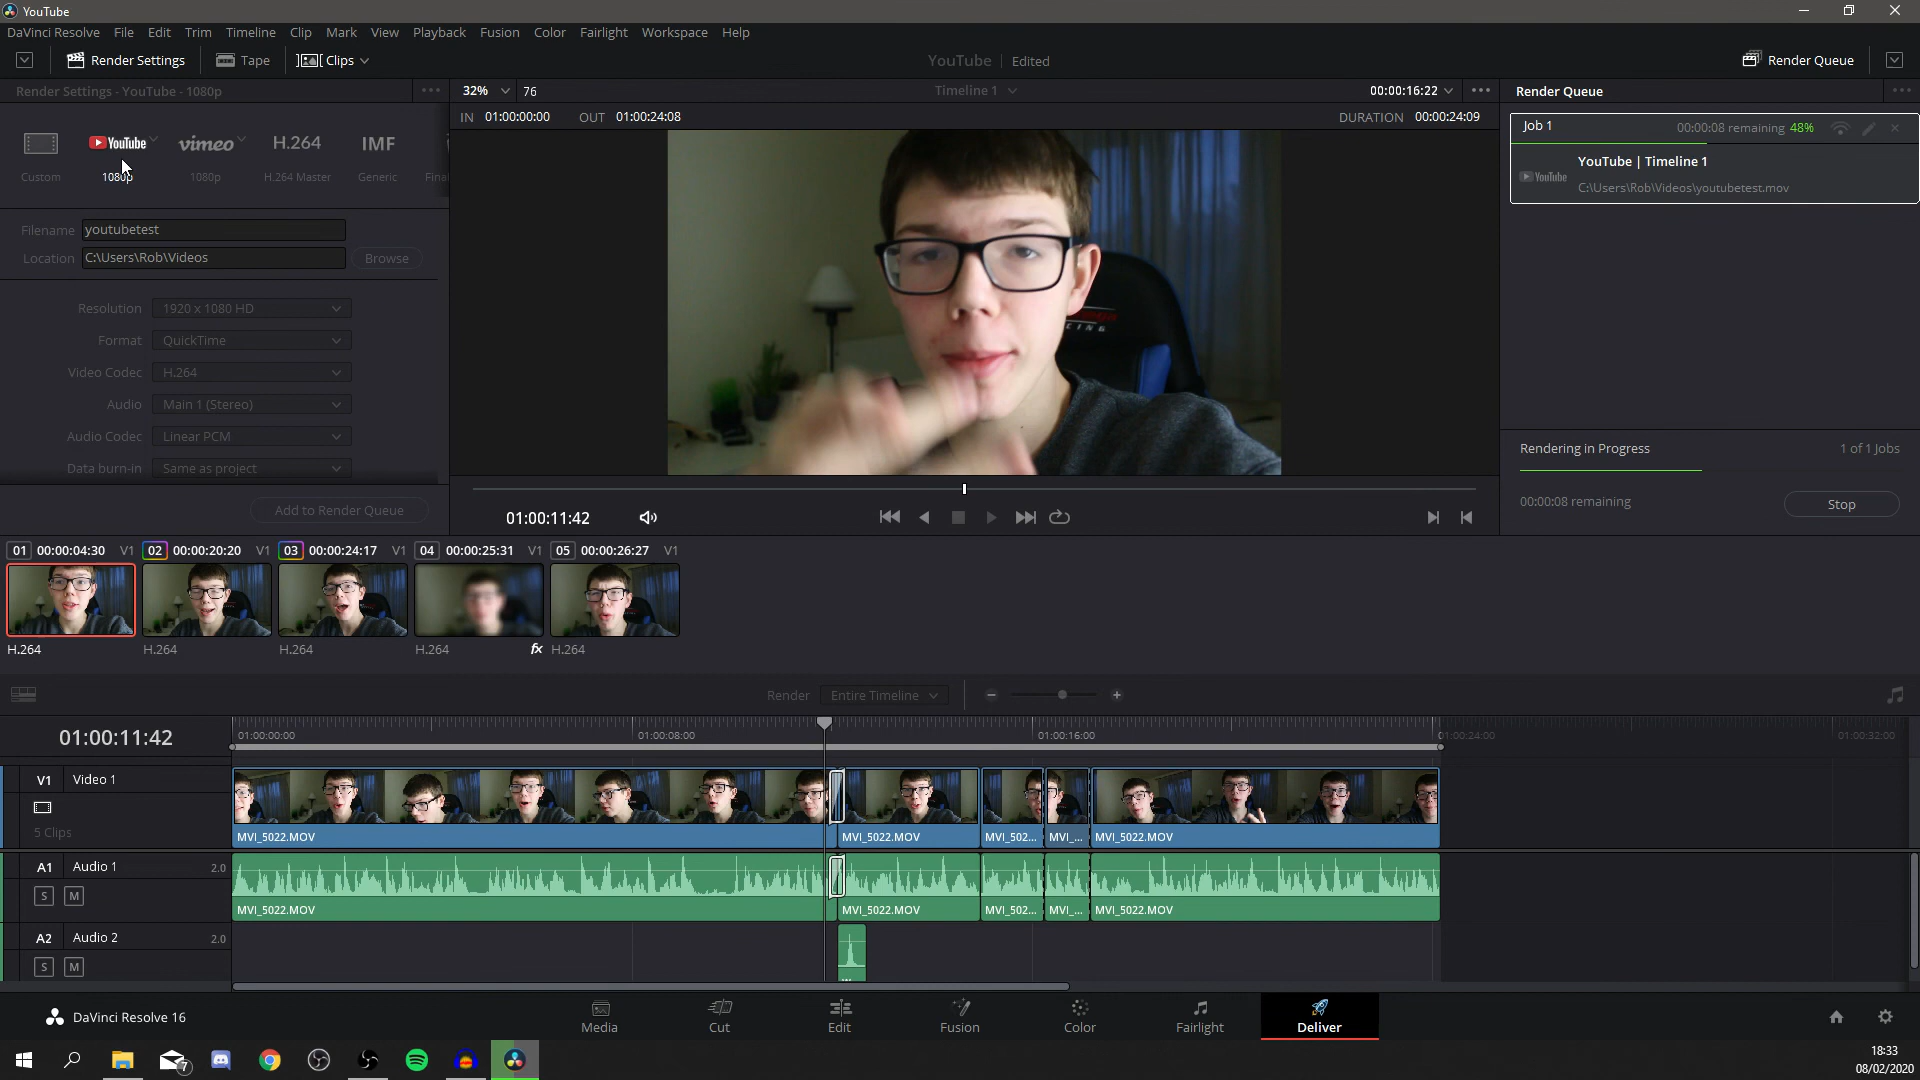 YouTube
DaVinci Resolve File Edit Trim Timeline Clip Mark View Playback Fusion Color Fairlight Workspace Help
Render Settings Tape Clips YouTube Edited Render Queue
Render Settings - YouTube - 1080p
32% 76 Timeline 1 00:00:16:22
Render Queue
IN 01:00:00:00 OUT 01:00:24:08 DURATION 00:00:24:09
Job 1 00:00:08 remaining 48%
YouTube vimeo H.264 IMF
Custom 1080p 1080p H.264 Master Generic Final
YouTube | Timeline 1
YouTube
C:\Users\Rob\Videos\youtubetest.mov
Filename youtubetest
Location C:\Users\Rob\Videos Browse
Resolution 1920 x 1080 HD
Format QuickTime
Video Codec H.264
Audio Main 1 (Stereo)
Audio Codec Linear PCM
Data burn-in Same as project
Add to Render Queue
Rendering in Progress 1 of 1 Jobs
00:00:08 remaining Stop
01:00:11:42
01 00:00:04:30 V1 02 00:00:20:20 V1 03 00:00:24:17 V1 04 00:00:25:31 V1 05 00:00:26:27 V1
H.264 H.264 H.264 H.264 fx H.264
Render Entire Timeline
01:00:11:42
01:00:00:00 01:00:08:00 01:00:16:00 01:00:24:00 01:00:32:00
V1 Video 1
5 Clips
MVI_5022.MOV MVI_5022.MOV MVI_502... MVI_... MVI_5022.MOV
A1 Audio 1 2.0
S M
MVI_5022.MOV MVI_5022.MOV MVI_502... MVI_... MVI_5022.MOV
A2 Audio 2 2.0
S M
DaVinci Resolve 16
Media Cut Edit Fusion Color Fairlight Deliver
7
18:33
08/02/2020